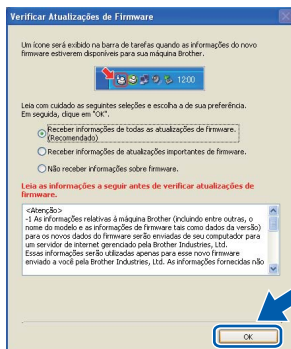 Verificar Atualizações de Firmware
Um ícone será exibido na barra de tarefas quando as informações do novo
firmware estiverem disponíveis para sua máquina Brother.
12:00
Leia com cuidado as seguintes seleções e escolha a de sua preferência.
Em seguida, clique em "OK".
Receber informações de todas as atualizações de firmware.
(Recomendado)
Receber informações de atualizações importantes de firmware.
Não receber informações sobre firmware.
Leia as informações a seguir antes de verificar atualizações de
firmware.
<Atenção>
-1 As informações relativas à máquina Brother (incluindo entre outras, o
nome do modelo e as informações de firmware tais como dados da versão)
para os novos dados do firmware serão enviadas de seu computador para
um servidor de internet gerenciado pela Brother Industries, Ltd.
Essas informações serão utilizadas apenas para esse novo firmware
enviado a você pela Brother Industries, Ltd. As informações fornecidas não
OK